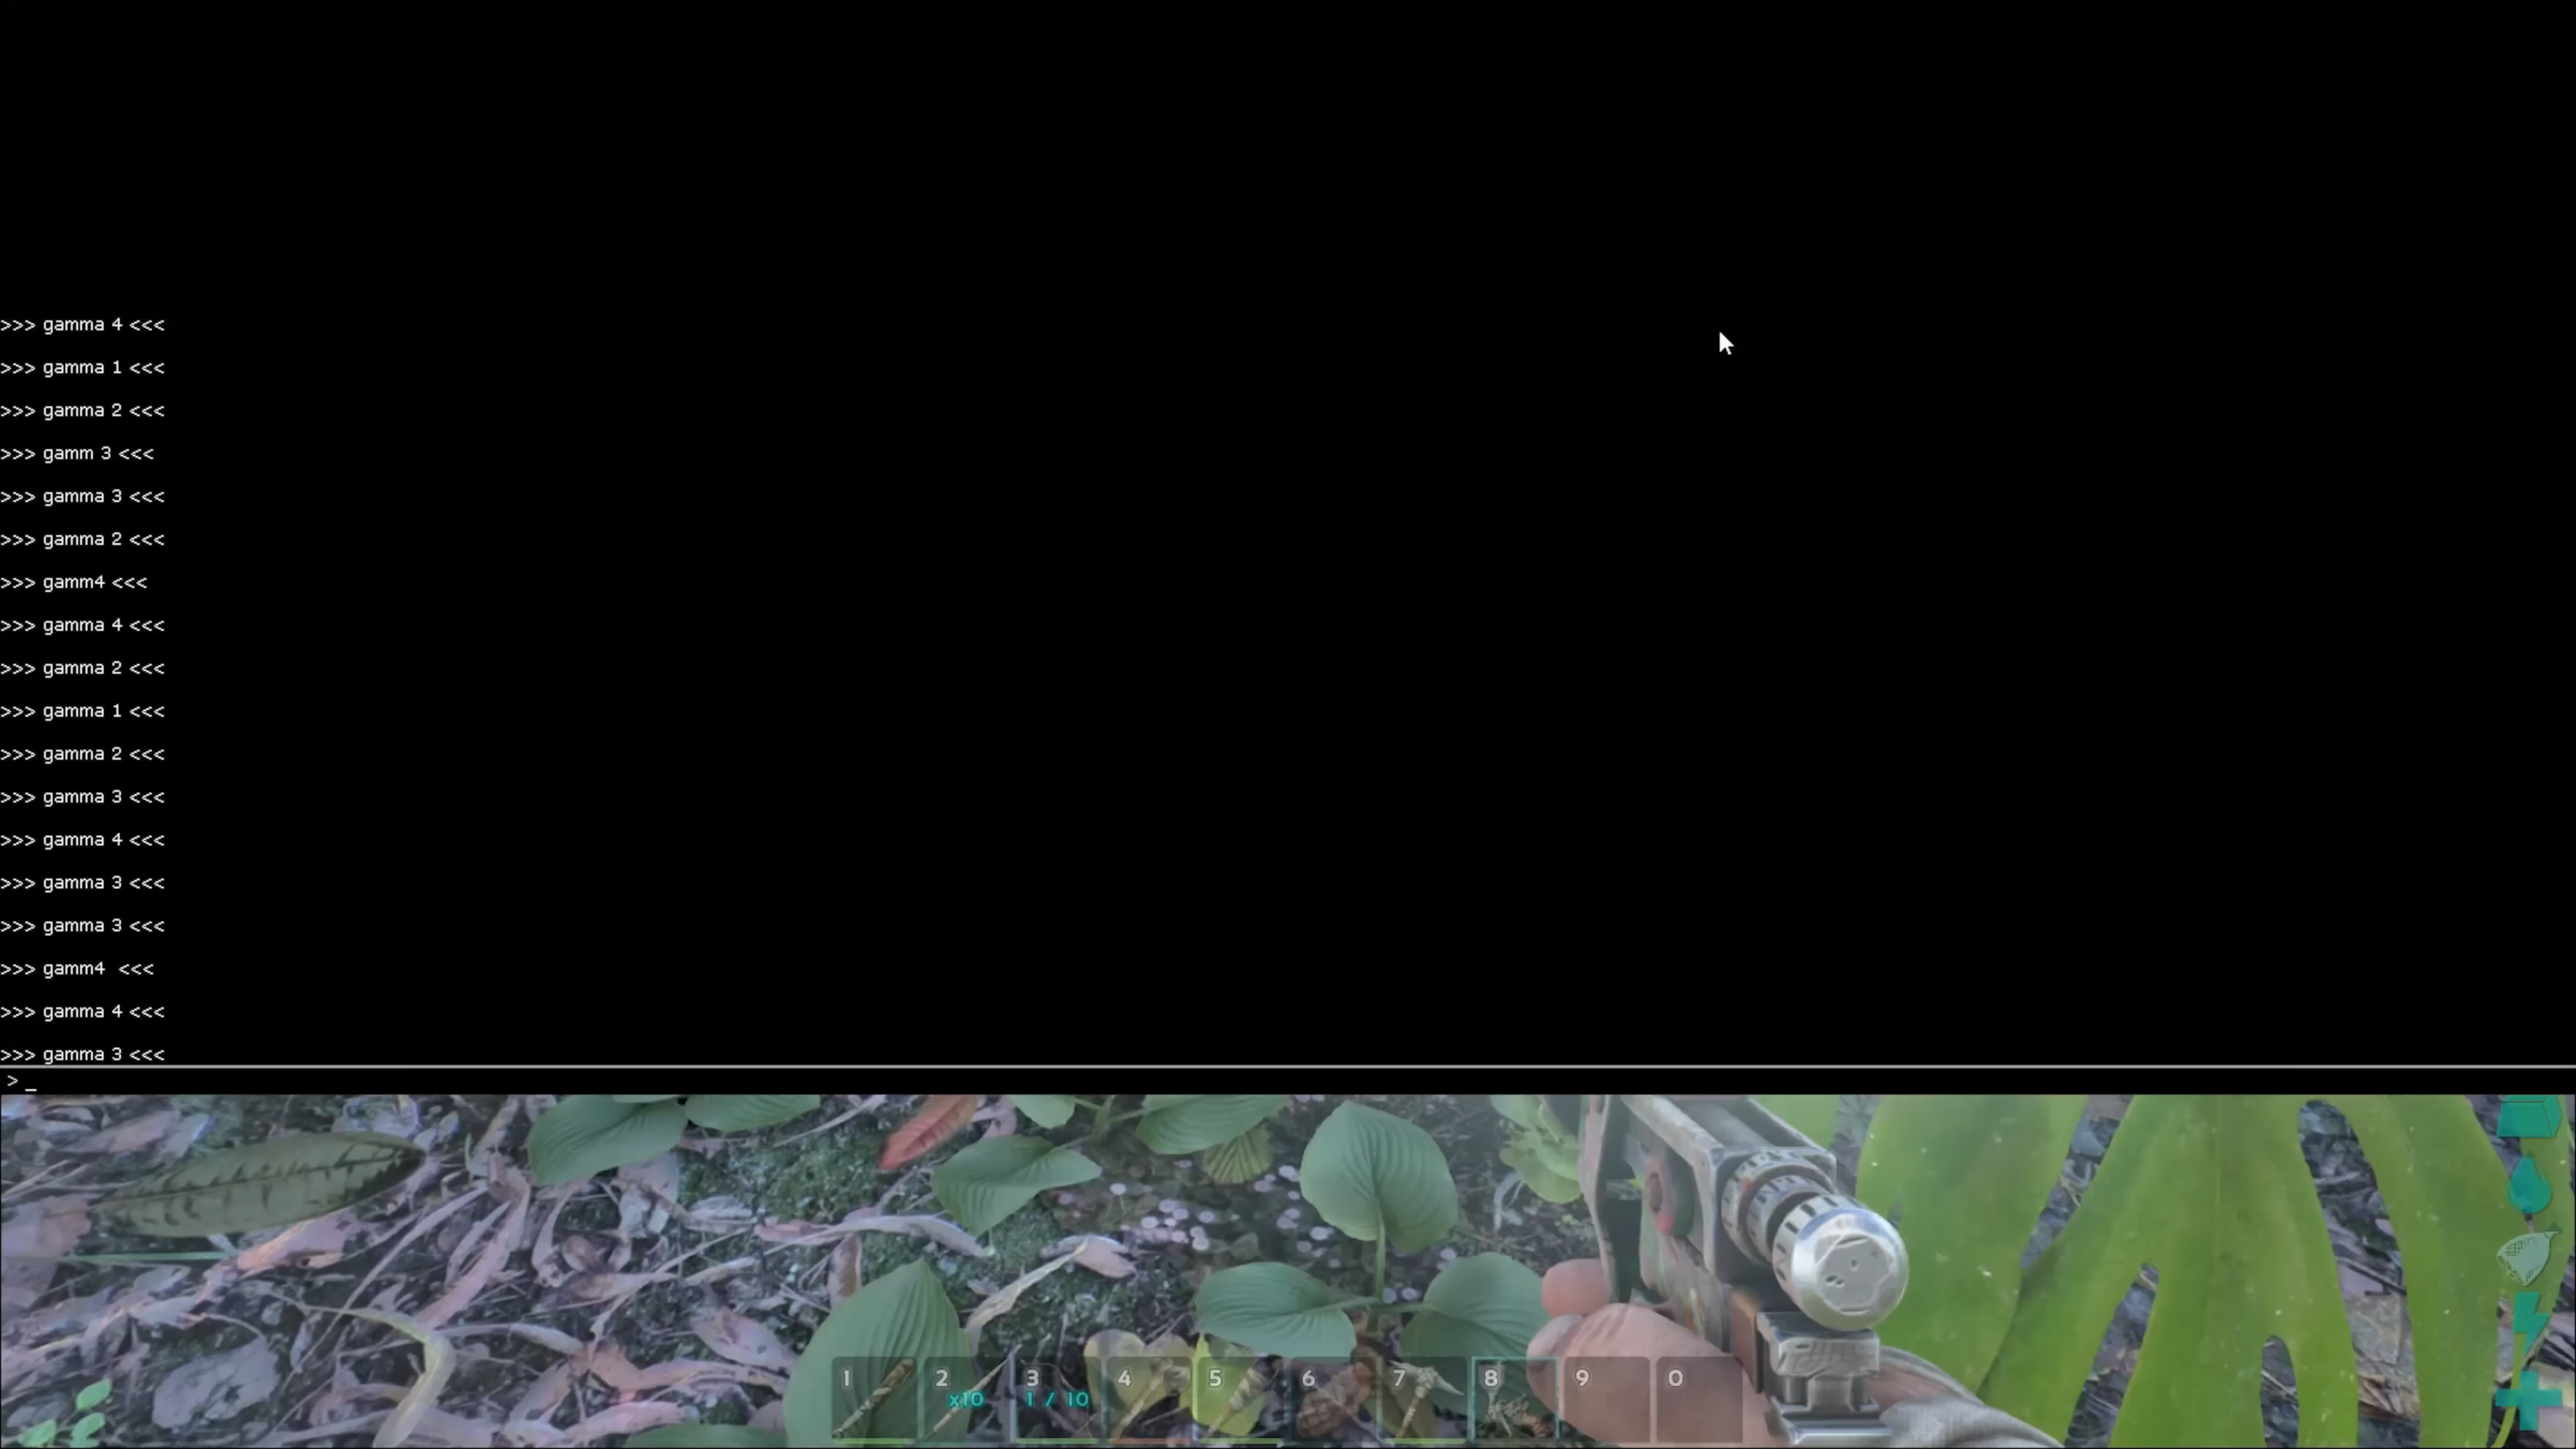 >>> gamma 4 <<<
>>> gamma 1 <<<
>>> gamma 2 <<<
>>> gamm 3 <<<
>>> gamma 3 <<<
>>> gamma 2 <<<
>>> gamm4 <<<
>>> gamma 4 <<<
>>> gamma 2 <<<
>>> gamma 1 <<<
>>> gamma 2 <<<
>>> gamma 3 <<<
>>> gamma 4 <<<
>>> gamma 3 <<<
>>> gamma 3 <<<
>>> gamm4  <<<
>>> gamma 4 <<<
>>> gamma 3 <<<
> _
1 2 3 4 5 6 7 8 9 0
x10 1 / 10